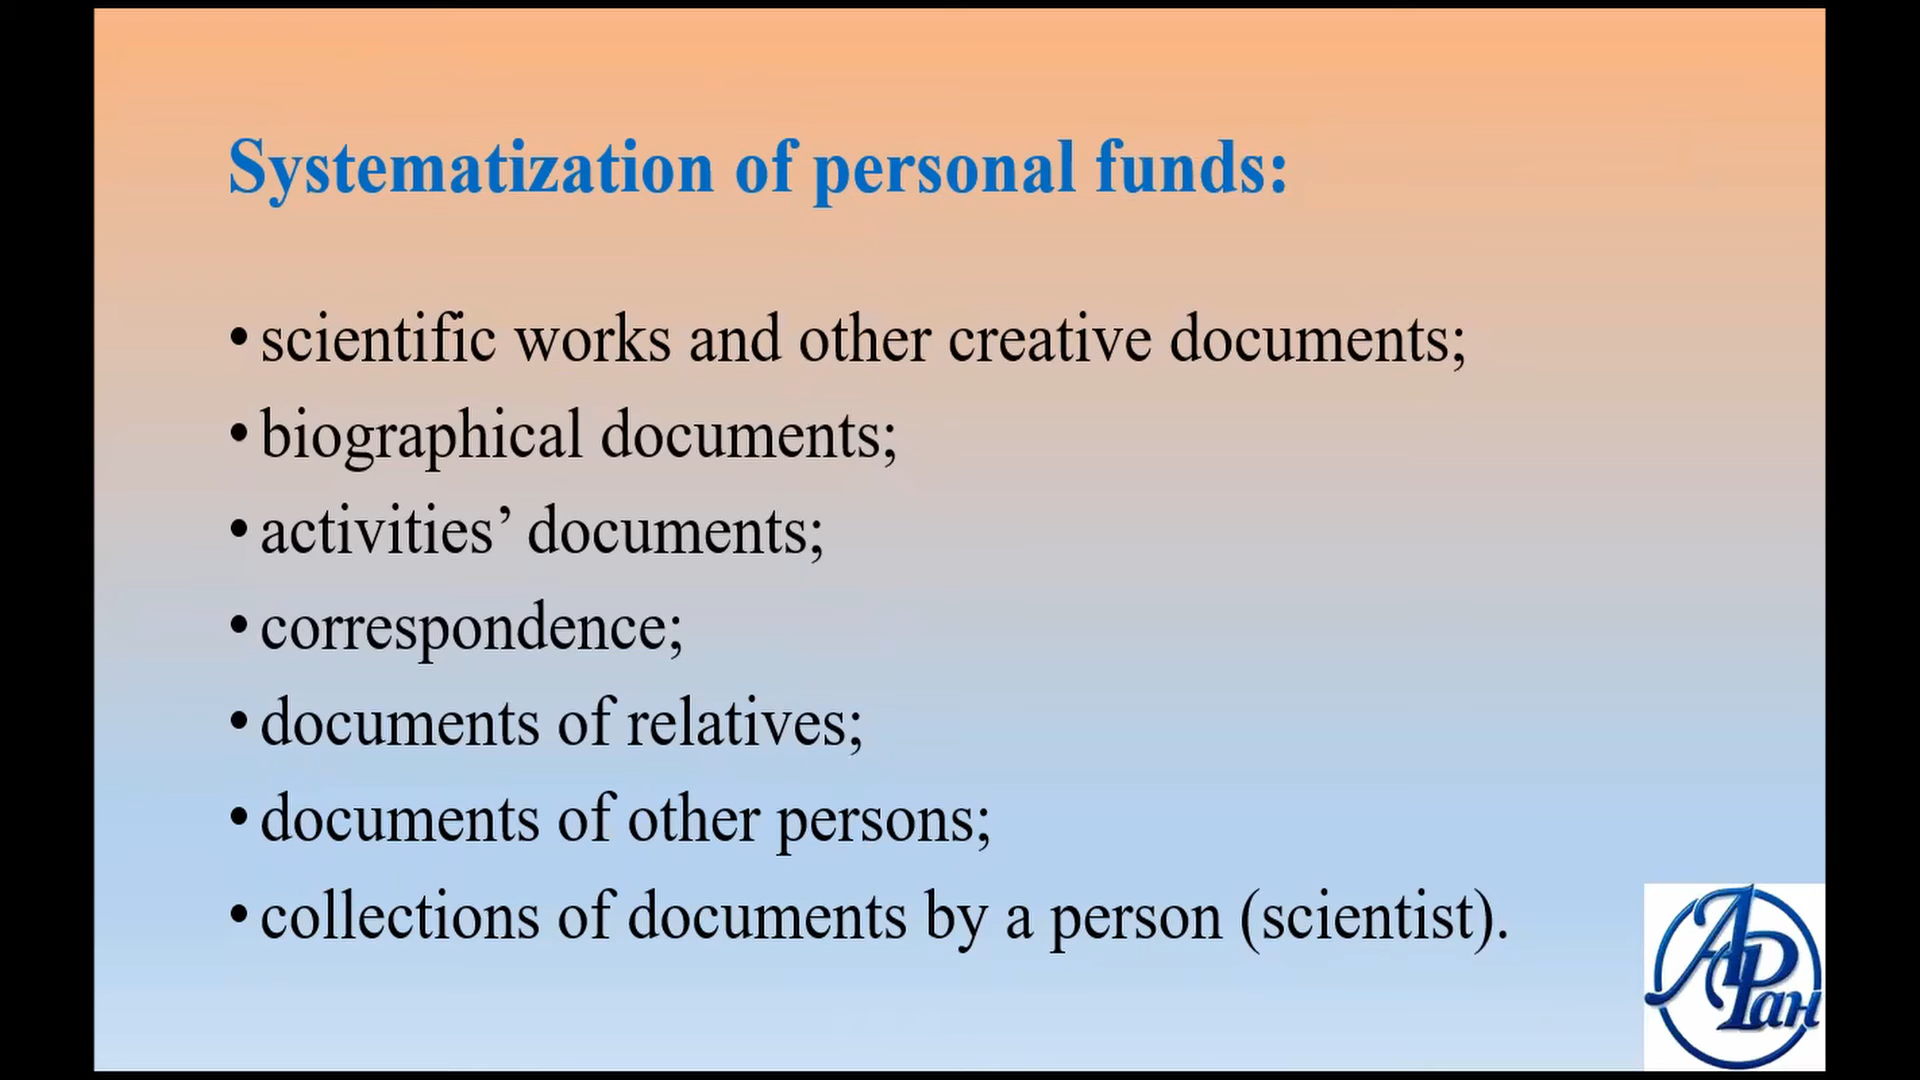 Systematization of personal funds:
• scientific works and other creative documents;
• biographical documents;
• activities’ documents;
• correspondence;
• documents of relatives;
• documents of other persons;
• collections of documents by a person (scientist).
АРан